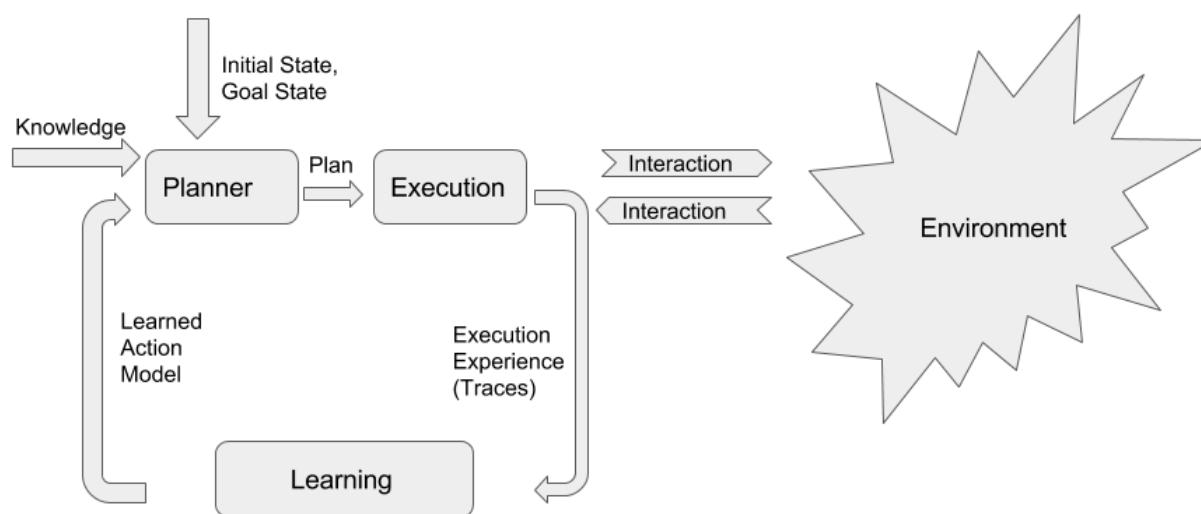 Initial State,
Goal State
Knowledge
Planner
Plan
Execution
Interaction
Interaction
Environment
Learned
Action
Model
Execution
Experience
(Traces)
Learning